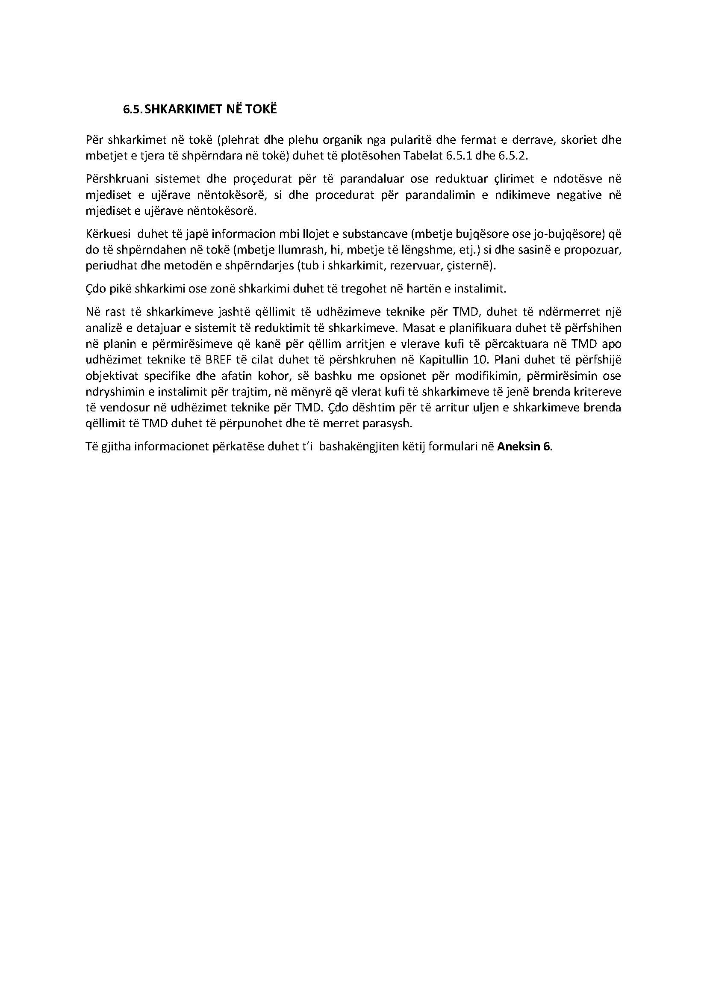 6.5. SHKARKIMET NË TOKË
Për shkarkimet në tokë (plehrat dhe plehu organik nga pularitë dhe fermat e derrave, skoriet dhe
mbetjet e tjera të shpërndara në tokë) duhet të plotësohen Tabelat 6.5.1 dhe 6.5.2.
Përshkruani sistemet dhe proçedurat për të parandaluar ose reduktuar çlirimet e ndotësve në
mjediset e ujërave nëntokësorë, si dhe procedurat për parandalimin e ndikimeve negative në
mjediset e ujërave nëntokësorë.
Kërkuesi  duhet të japë informacion mbi llojet e substancave (mbetje bujqësore ose jo-bujqësore) që
do të shpërndahen në tokë (mbetje llumrash, hi, mbetje të lëngshme, etj.) si dhe sasinë e propozuar,
periudhat dhe metodën e shpërndarjes (tub i shkarkimit, rezervuar, çisternë).
Çdo pikë shkarkimi ose zonë shkarkimi duhet të tregohet në hartën e instalimit.
Në rast të shkarkimeve jashtë qëllimit të udhëzimeve teknike për TMD, duhet të ndërmerret një
analizë e detajuar e sistemit të reduktimit të shkarkimeve. Masat e planifikuara duhet të përfshihen
në planin e përmirësimeve që kanë për qëllim arritjen e vlerave kufi të përcaktuara në TMD apo
udhëzimet teknike të BREF të cilat duhet të përshkruhen në Kapitullin 10. Plani duhet të përfshijë
objektivat specifike dhe afatin kohor, së bashku me opsionet për modifikimin, përmirësimin ose
ndryshimin e instalimit për trajtim, në mënyrë që vlerat kufi të shkarkimeve të jenë brenda kritereve
të vendosur në udhëzimet teknike për TMD. Çdo dështim për të arritur uljen e shkarkimeve brenda
qëllimit të TMD duhet të përpunohet dhe të merret parasysh.
Të gjitha informacionet përkatëse duhet t'i  bashakëngjiten këtij formulari në Aneksin 6.